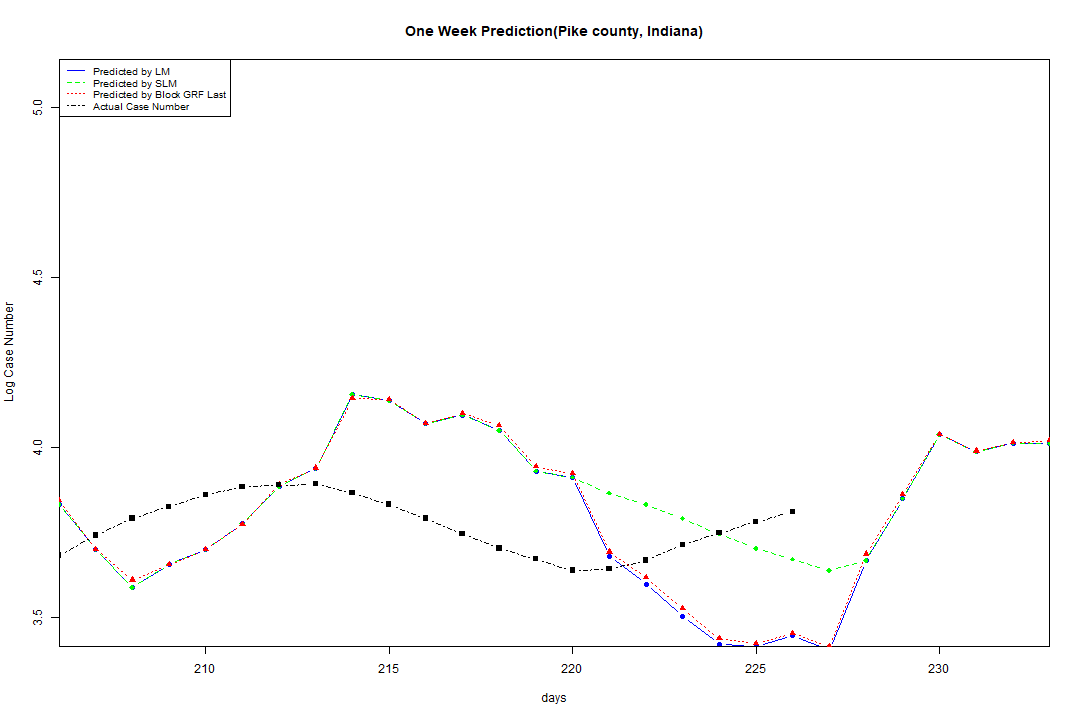 One Week Prediction(Pike county, Indiana)
Predicted by LM
Predicted by SLM
Predicted by Block GRF Last
Actual Case Number
5.0
4.5
4.0
3.5
Log Case Number
210 215 220 225 230
days